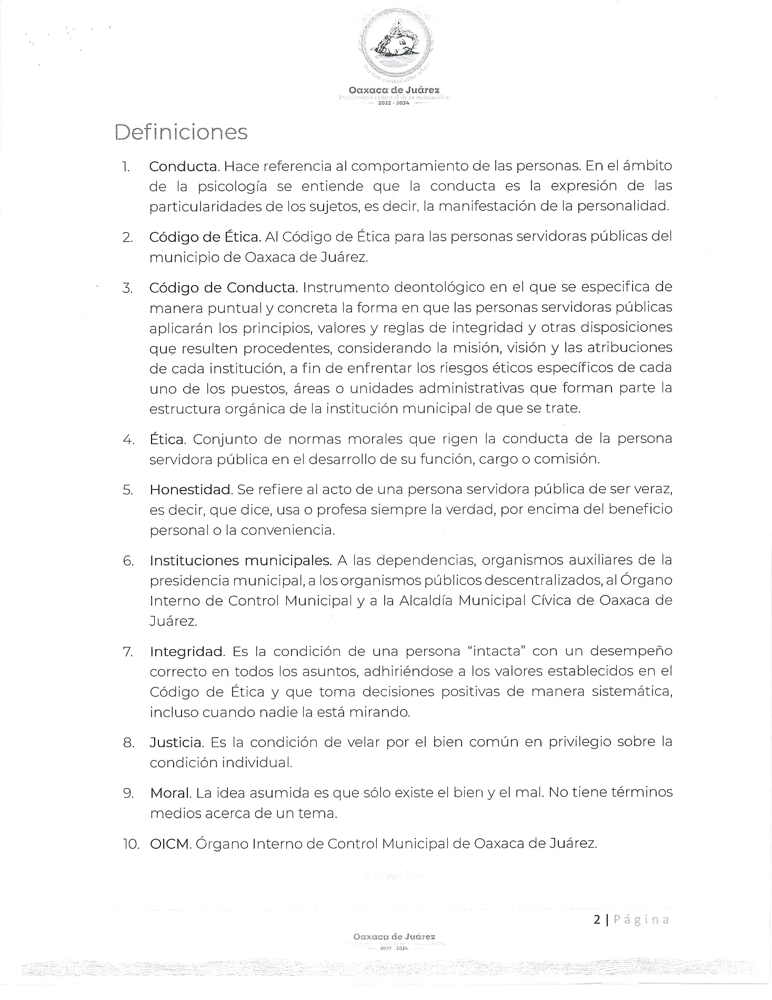 Por una ciudad educadora
Oaxaca de Juárez
Patrimonio cultural de la humanidad
2022 - 2024
Definiciones
1. Conducta. Hace referencia al comportamiento de las personas. En el ámbito
de la psicología se entiende que la conducta es la expresión de las
particularidades de los sujetos, es decir, la manifestación de la personalidad.
2. Código de Ética. Al Código de Ética para las personas servidoras públicas del
municipio de Oaxaca de Juárez.
3. Código de Conducta. Instrumento deontológico en el que se especifica de
manera puntual y concreta la forma en que las personas servidoras públicas
aplicarán los principios, valores y reglas de integridad y otras disposiciones
que resulten procedentes, considerando la misión, visión y las atribuciones
de cada institución, a fin de enfrentar los riesgos éticos específicos de cada
uno de los puestos, áreas o unidades administrativas que forman parte la
estructura orgánica de la institución municipal de que se trate.
4. Ética. Conjunto de normas morales que rigen la conducta de la persona
servidora pública en el desarrollo de su función, cargo o comisión.
5. Honestidad. Se refiere al acto de una persona servidora pública de ser veraz,
es decir, que dice, usa o profesa siempre la verdad, por encima del beneficio
personal o la conveniencia.
6. Instituciones municipales. A las dependencias, organismos auxiliares de la
presidencia municipal, a los organismos públicos descentralizados, al Órgano
Interno de Control Municipal y a la Alcaldía Municipal Cívica de Oaxaca de
Juárez.
7. Integridad. Es la condición de una persona “intacta” con un desempeño
correcto en todos los asuntos, adhiriéndose a los valores establecidos en el
Código de Ética y que toma decisiones positivas de manera sistemática,
incluso cuando nadie la está mirando.
8. Justicia. Es la condición de velar por el bien común en privilegio sobre la
condición individual.
9. Moral. La idea asumida es que sólo existe el bien y el mal. No tiene términos
medios acerca de un tema.
10. OICM. Órgano Interno de Control Municipal de Oaxaca de Juárez.
2 | Página
Oaxaca de Juárez
2022 2024